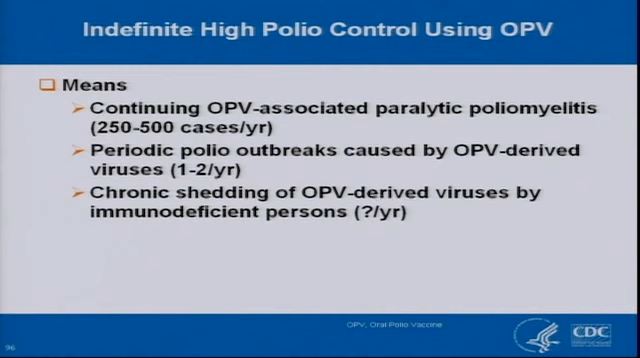 Indefinite High Polio Control Using OPV
Means
Continuing OPV-associated paralytic poliomyelitis
(250-500 cases/yr)
Periodic polio outbreaks caused by OPV-derived
viruses (1-2/yr)
Chronic shedding of OPV-derived viruses by
immunodeficient persons (?/yr)
OPV, Oral Polio Vaccine
CDC
96